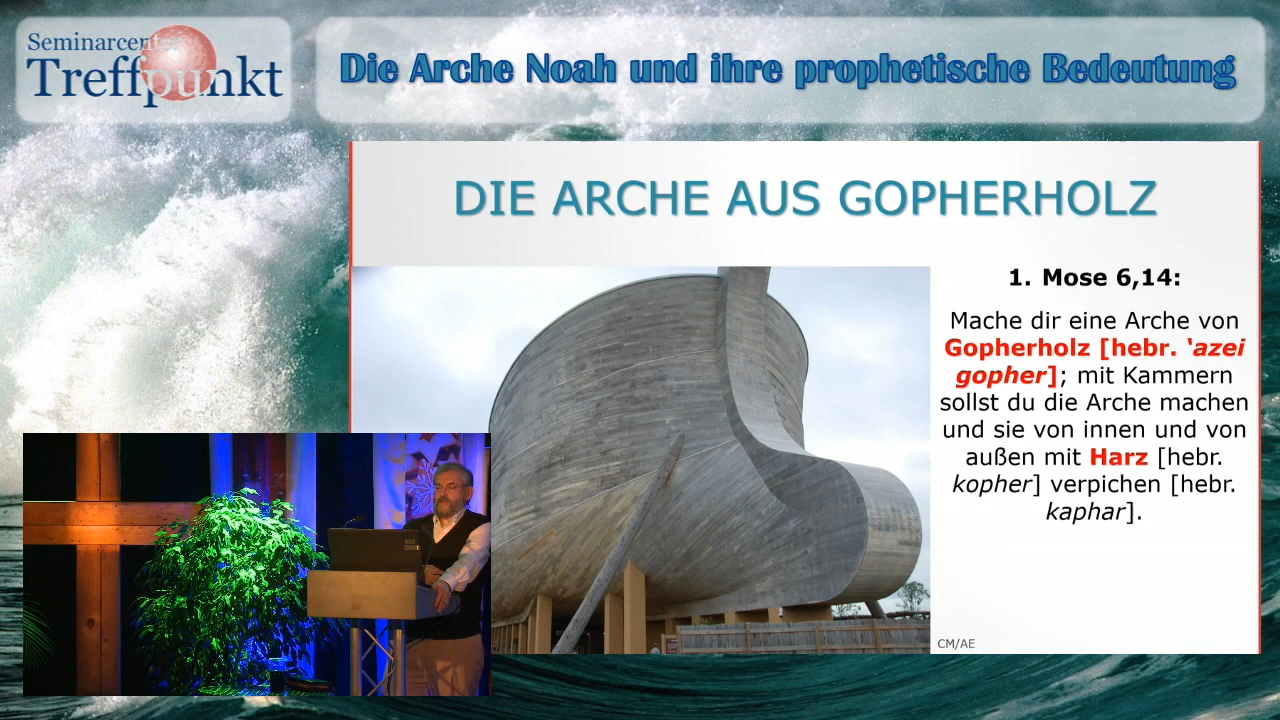 Seminarcenter
Treffpunkt
Die Arche Noah und ihre prophetische Bedeutung
DIE ARCHE AUS GOPHERHOLZ
1. Mose 6,14:
Mache dir eine Arche von
Gopherholz [hebr. ‘azei
gopher]; mit Kammern
sollst du die Arche machen
und sie von innen und von
außen mit Harz [hebr.
kopher] verpichen [hebr.
kaphar].
CM/AE